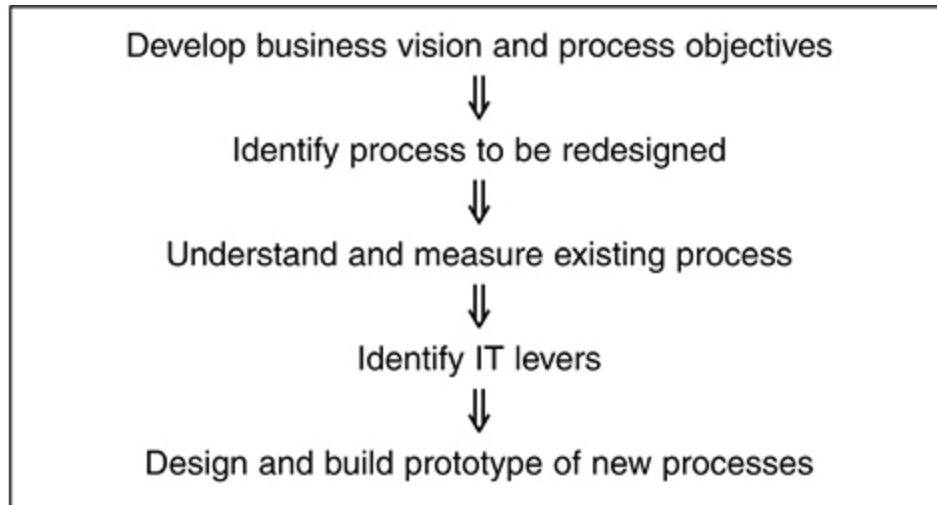 Develop business vision and process objectives
⇓
Identify process to be redesigned
⇓
Understand and measure existing process
⇓
Identify IT levers
⇓
Design and build prototype of new processes